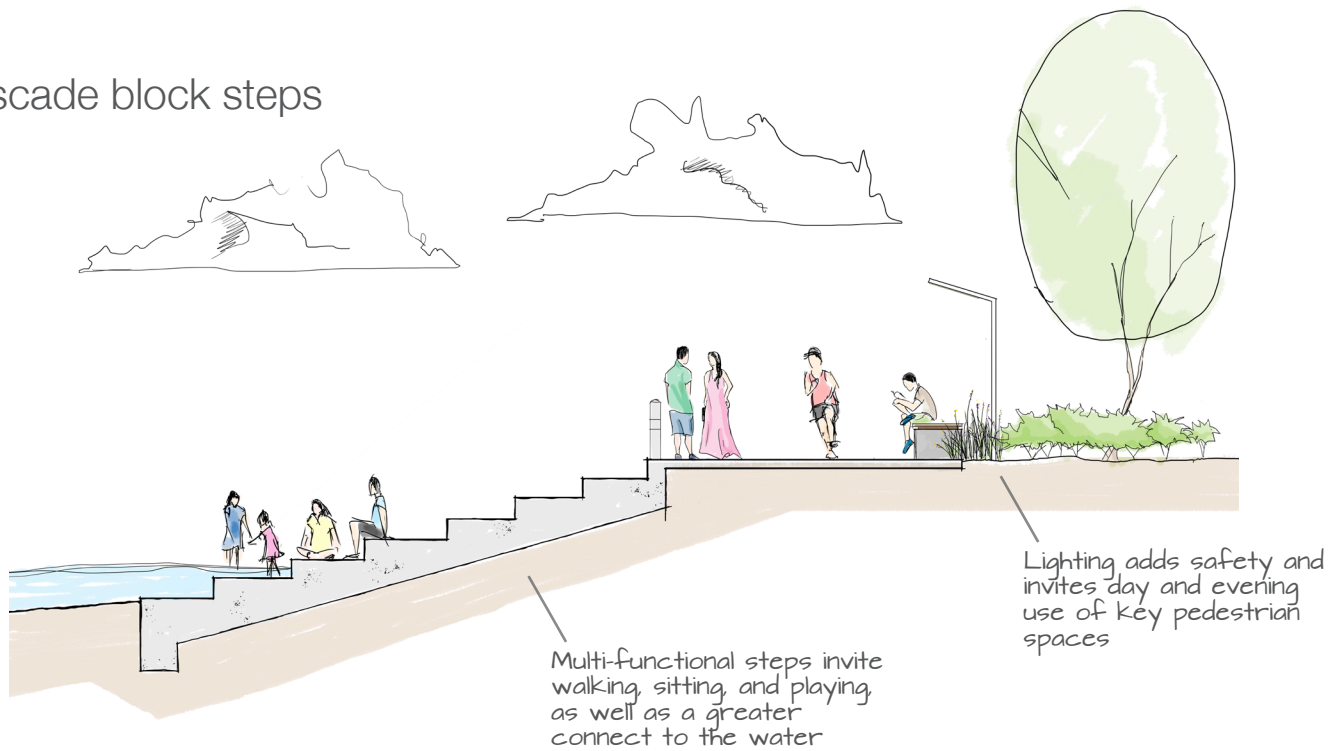 scade block steps
Lighting adds safety and
invites day and evening
use of key pedestrian
spaces
Multi-functional steps invite
walking, sitting, and playing,
as well as a greater
connect to the water